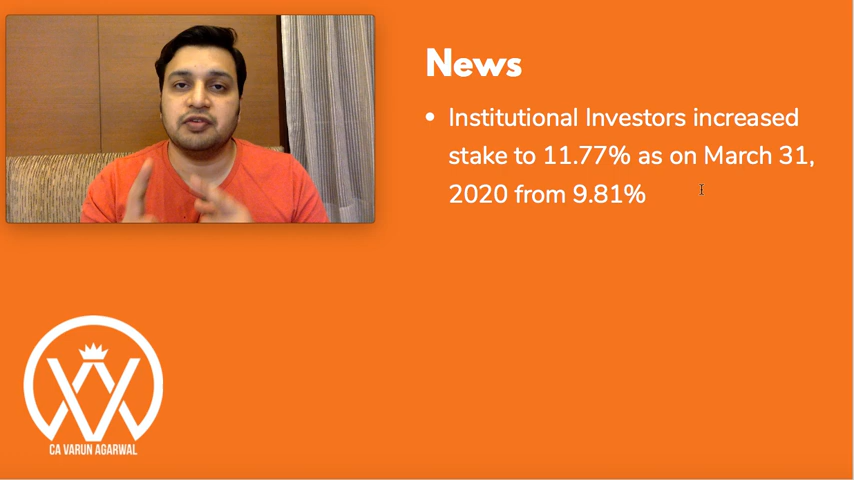 News
• Institutional Investors increased
stake to 11.77% as on March 31,
2020 from 9.81%
CA VARUN AGARWAL